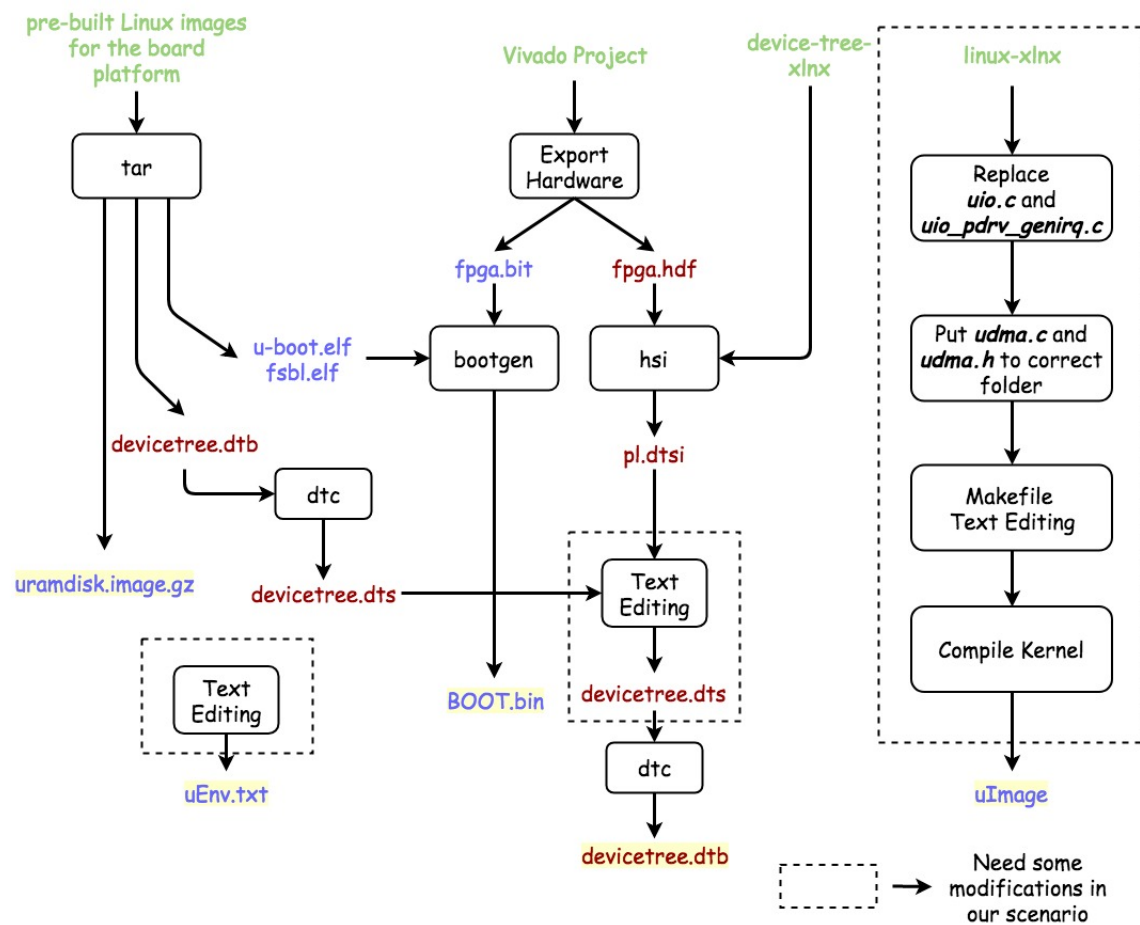 pre-built Linux images
for the board
platform
Vivado Project
device-tree-
xlnx
linux-xlnx
tar
Export
Hardware
Replace
uio.c and
uio_pdrv_genirq.c
fpga.bit
fpga.hdf
u-boot.elf
fsbl.elf
bootgen
hsi
Put udma.c and
udma.h to correct
folder
devicetree.dtb
pl.dtsi
dtc
Makefile
Text Editing
uramdisk.image.gz
devicetree.dts
Text
Editing
Compile Kernel
Text
Editing
BOOT.bin
devicetree.dts
dtc
uEnv.txt
uImage
devicetree.dtb
Need some
modifications in
our scenario